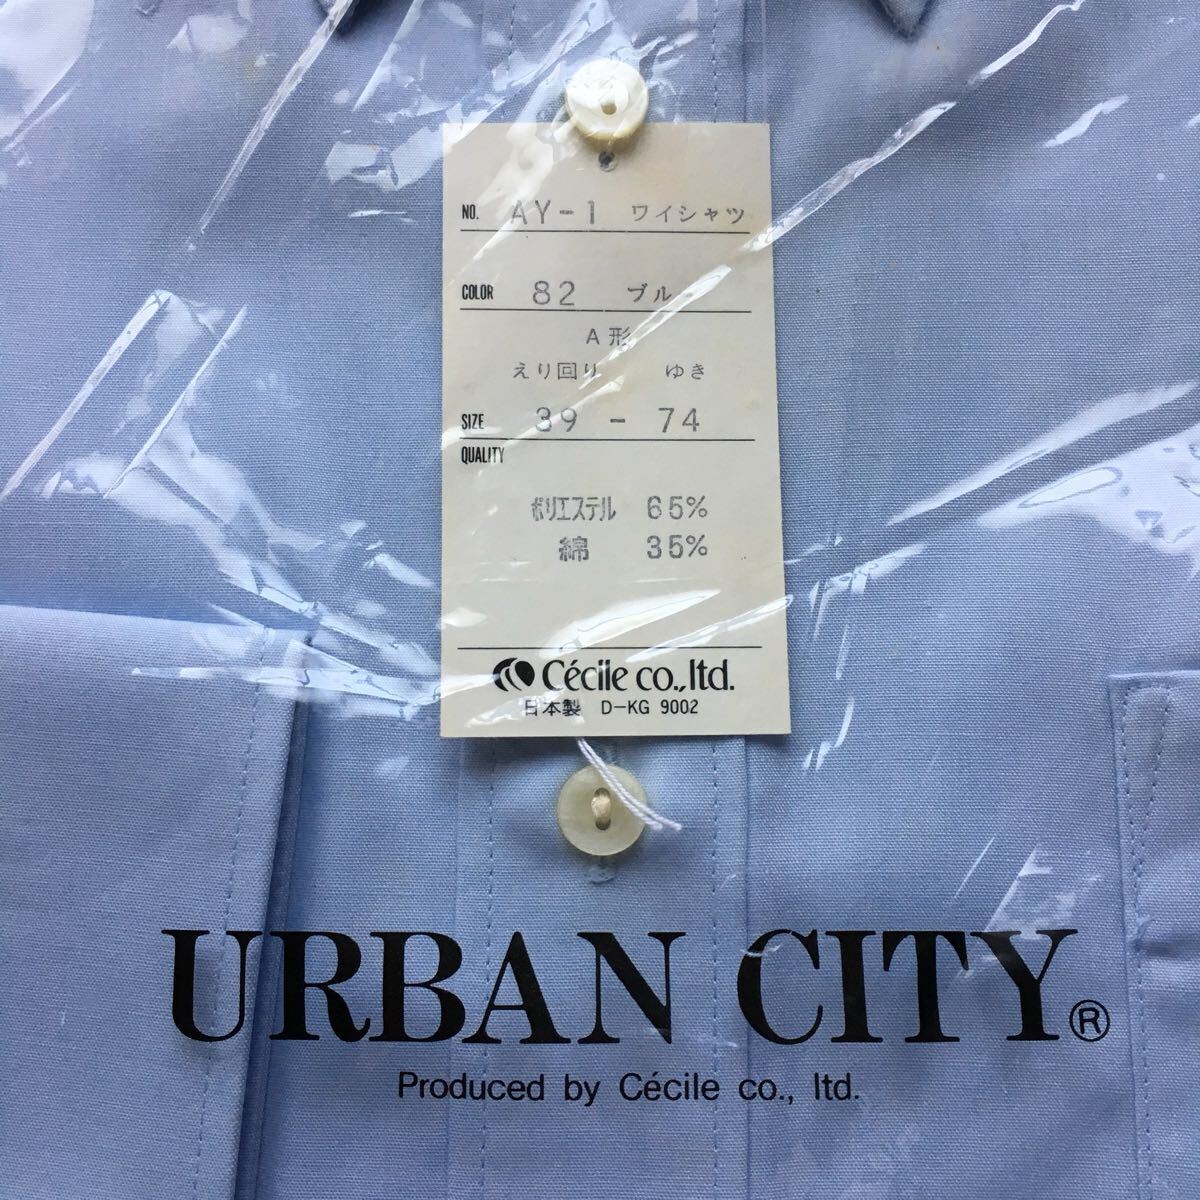 NO. AY-1 ワイシャツ
COLOR 82 ブルー
A形
えり回り ゆき
SIZE 39 - 74
QUALITY
ポリエステル 65%
綿 35%
Cécile co.,ltd.
日本製 D-KG 9002
URBAN CITY®
Produced by Cécile co., ltd.